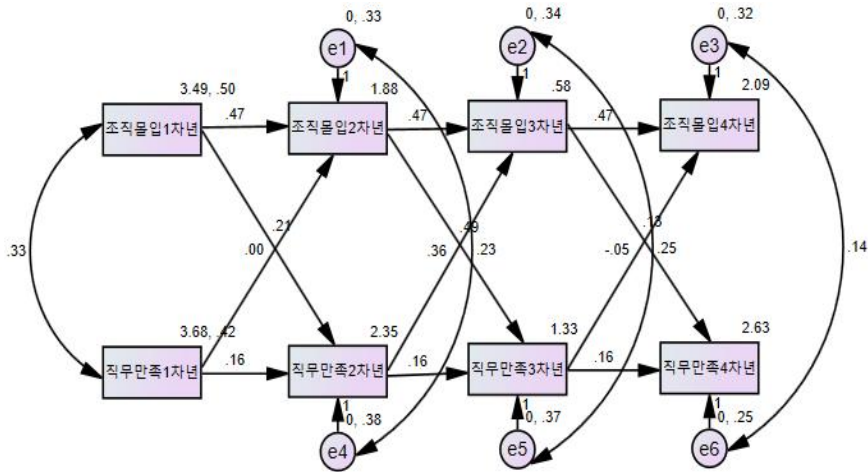 0, .33
0, .34
0, .32
e1
e2
e3
1
1
1
3.49, .50
1.88
.58
2.09
조직몰입1차년
.47
조직몰입2차년
.47
조직몰입3차년
.47
조직몰입4차년
.21
.49
.13
.33
.00
.36
.23
-.05
.25
.14
3.68, .42
2.35
1.33
2.63
직무만족1차년
.16
직무만족2차년
.16
직무만족3차년
.16
직무만족4차년
1
1
1
0, .38
0, .37
0, .25
e4
e5
e6